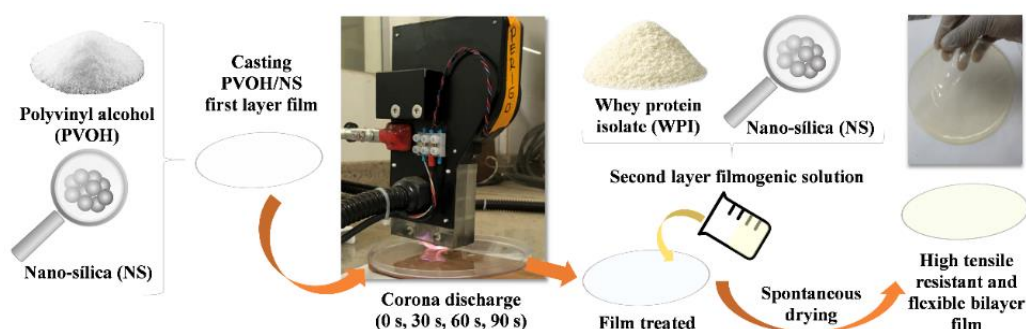 Polyvinyl alcohol
(PVOH)
Nano-sílica (NS)
Casting
PVOH/NS
first layer film
Corona discharge
(0 s, 30 s, 60 s, 90 s)
Whey protein
isolate (WPI)
Nano-sílica (NS)
Second layer filmogenic solution
Film treated
Spontaneous
drying
High tensile
resistant and
flexible bilayer
film